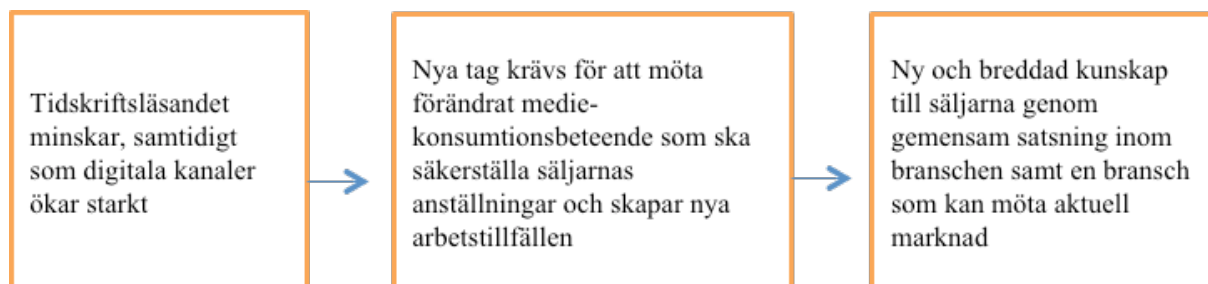 Tidskriftsläsandet
minskar, samtidigt
som digitala kanaler
ökar starkt
Nya tag krävs för att möta
förändrat medie-
konsumtionsbeteende som ska
säkerställa säljarnas
anställningar och skapar nya
arbetstillfällen
Ny och breddad kunskap
till säljarna genom
gemensam satsning inom
branschen samt en bransch
som kan möta aktuell
marknad